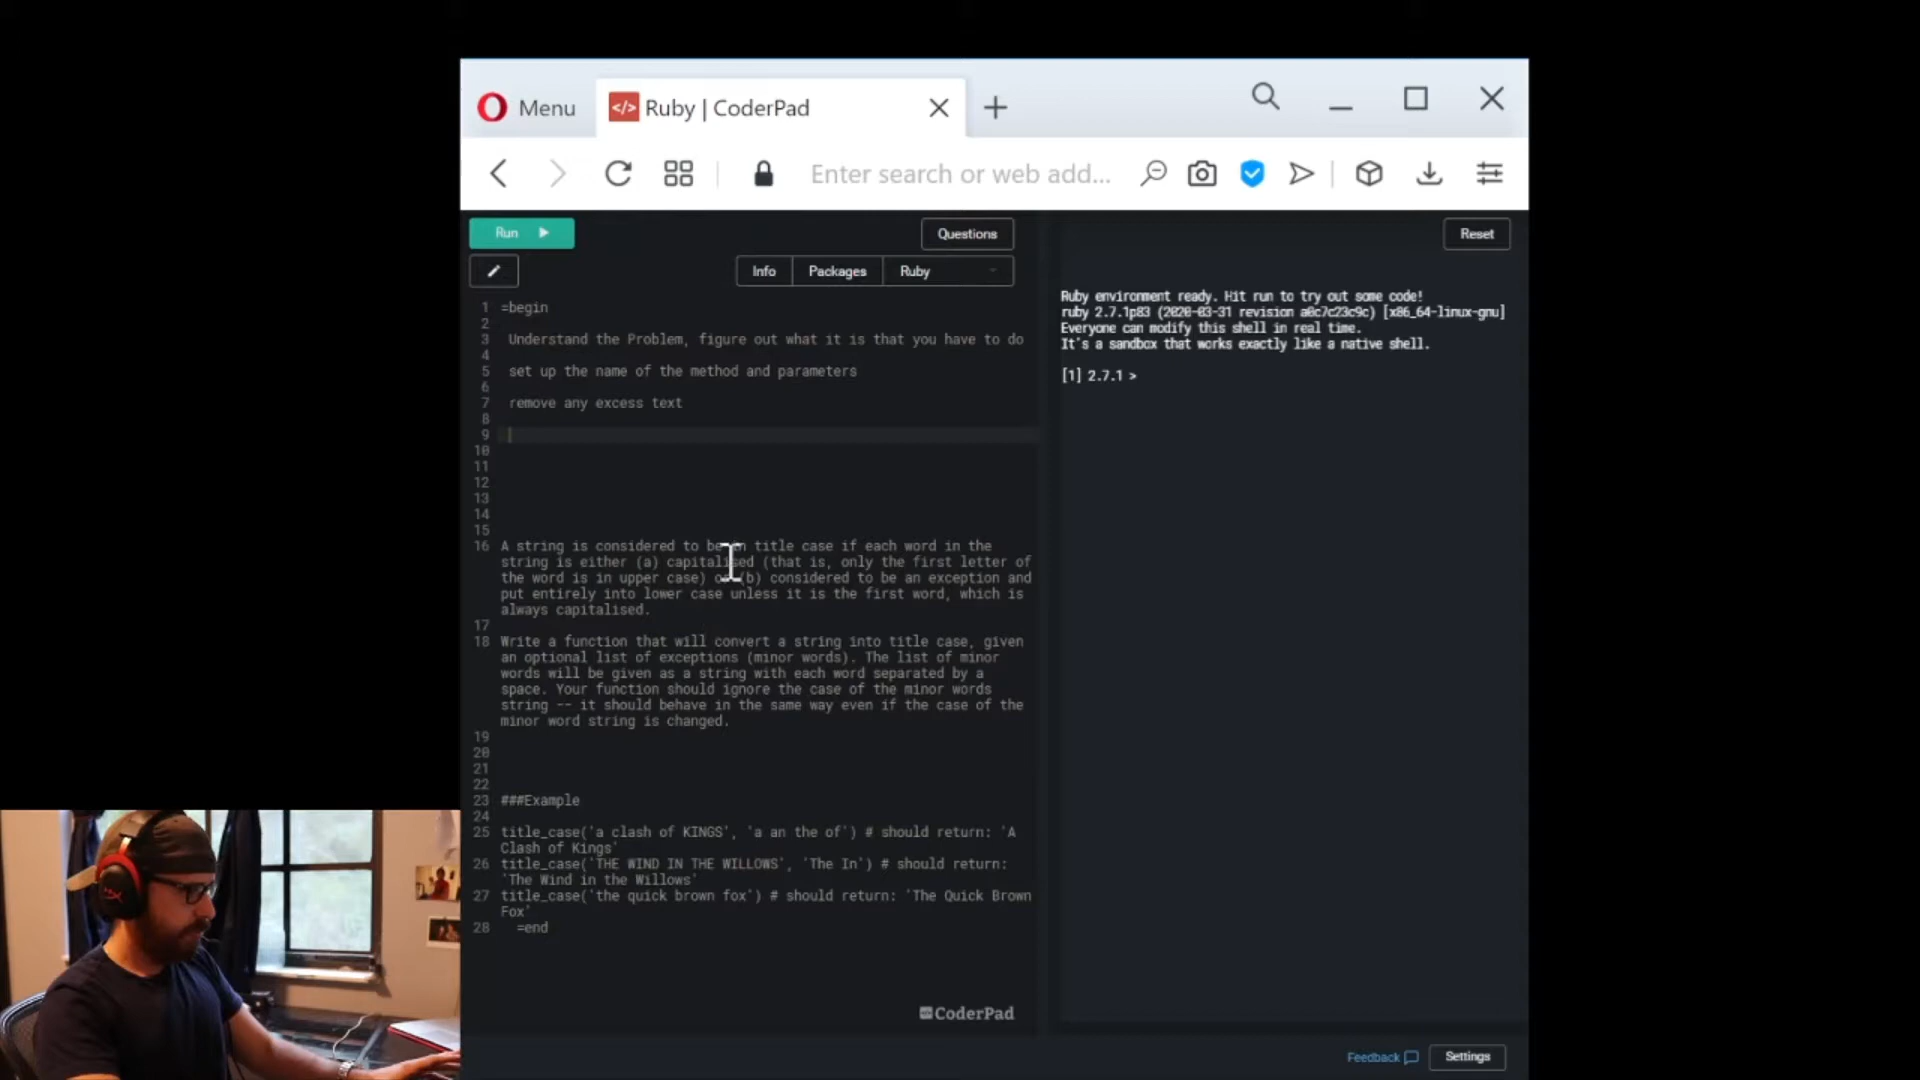 Menu
Ruby | CoderPad
Enter search or web add...
Run
Questions
Reset
Info
Packages
Ruby
1 =begin
2
3 Understand the Problem, figure out what it is that you have to do
4
5 set up the name of the method and parameters
6
7 remove any excess text
8
9
10
11
12
13
14
15
16 A string is considered to be in title case if each word in the
string is either (a) capitalised (that is, only the first letter of
the word is in upper case) or (b) considered to be an exception and
put entirely into lower case unless it is the first word, which is
always capitalised.
17
18 Write a function that will convert a string into title case, given
an optional list of exceptions (minor words). The list of minor
words will be given as a string with each word separated by a
space. Your function should ignore the case of the minor words
string -- it should behave in the same way even if the case of the
minor word string is changed.
19
20
21
22
23 ###Example
24
25 title_case('a clash of KINGS', 'a an the of') # should return: 'A
Clash of Kings'
26 title_case('THE WIND IN THE WILLOWS', 'The In') # should return:
'The Wind in the Willows'
27 title_case('the quick brown fox') # should return: 'The Quick Brown
Fox'
28 =end
CoderPad
Ruby environment ready. Hit run to try out some code!
ruby 2.7.1p83 (2020-03-31 revision a0c7c23c9c) [x86_64-linux-gnu]
Everyone can modify this shell in real time.
It's a sandbox that works exactly like a native shell.
[1] 2.7.1 >
Feedback
Settings